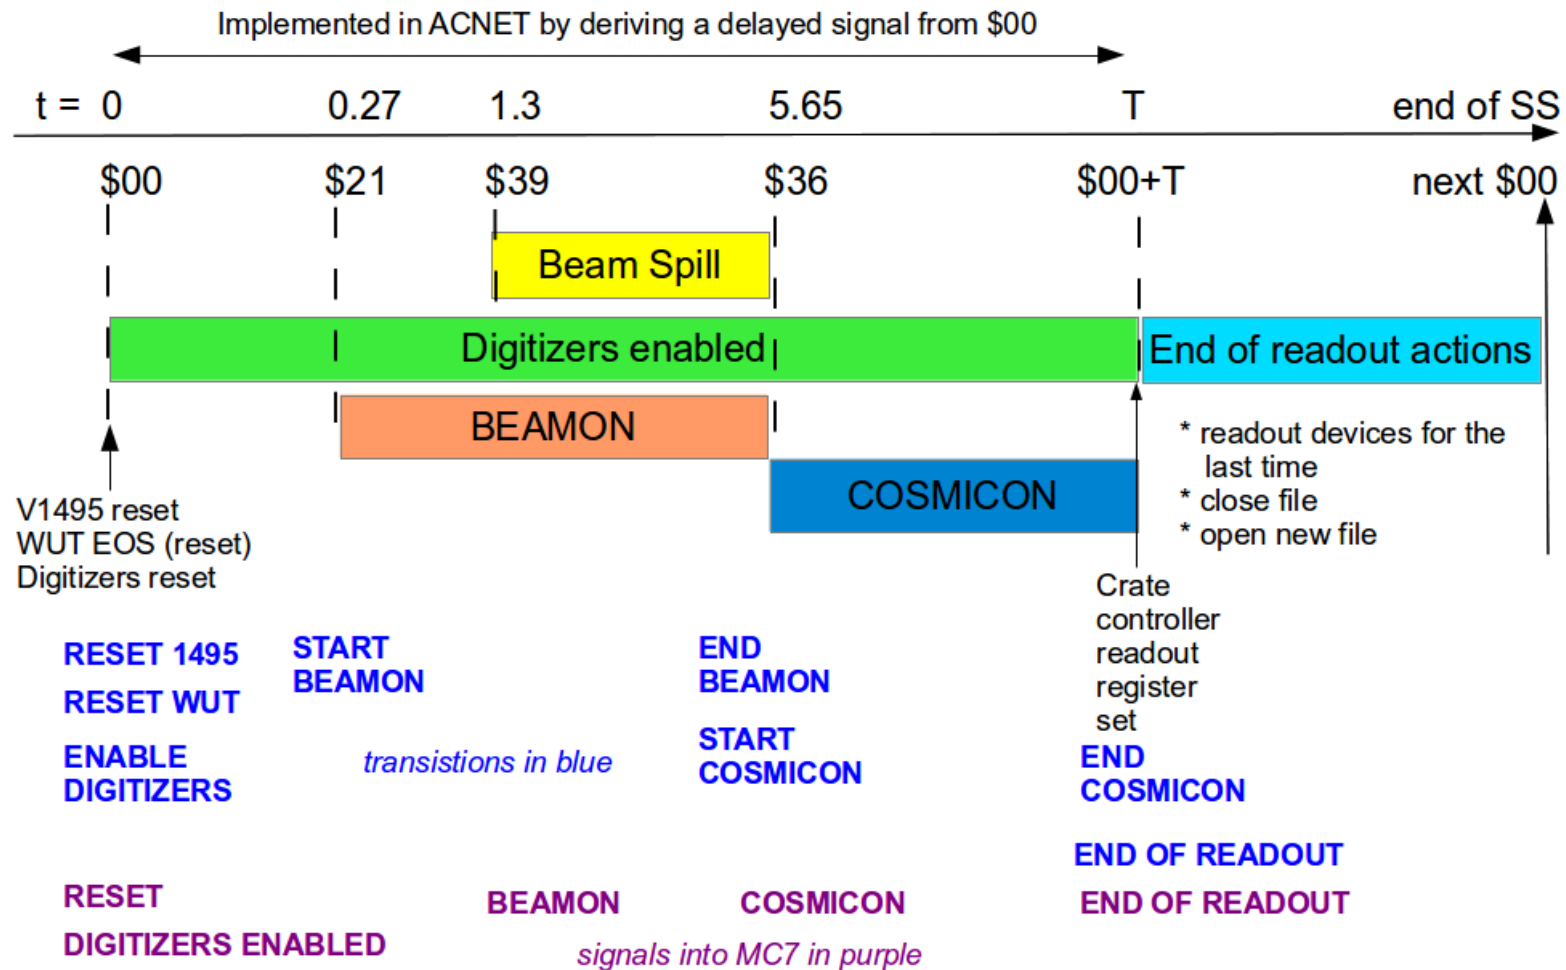 Implemented in ACNET by deriving a delayed signal from $00
t = 0 0.27 1.3 5.65 T end of SS
$00 $21 $39 $36 $00+T next $00
Beam Spill
Digitizers enabled
End of readout actions
BEAMON
COSMICON
* readout devices for the
last time
* close file
* open new file
V1495 reset
WUT EOS (reset)
Digitizers reset
Crate
controller
readout
register
set
RESET 1495
RESET WUT
ENABLE
DIGITIZERS
START
BEAMON
transistions in blue
END
BEAMON
START
COSMICON
END
COSMICON
END OF READOUT
RESET
DIGITIZERS ENABLED
BEAMON
COSMICON
END OF READOUT
signals into MC7 in purple